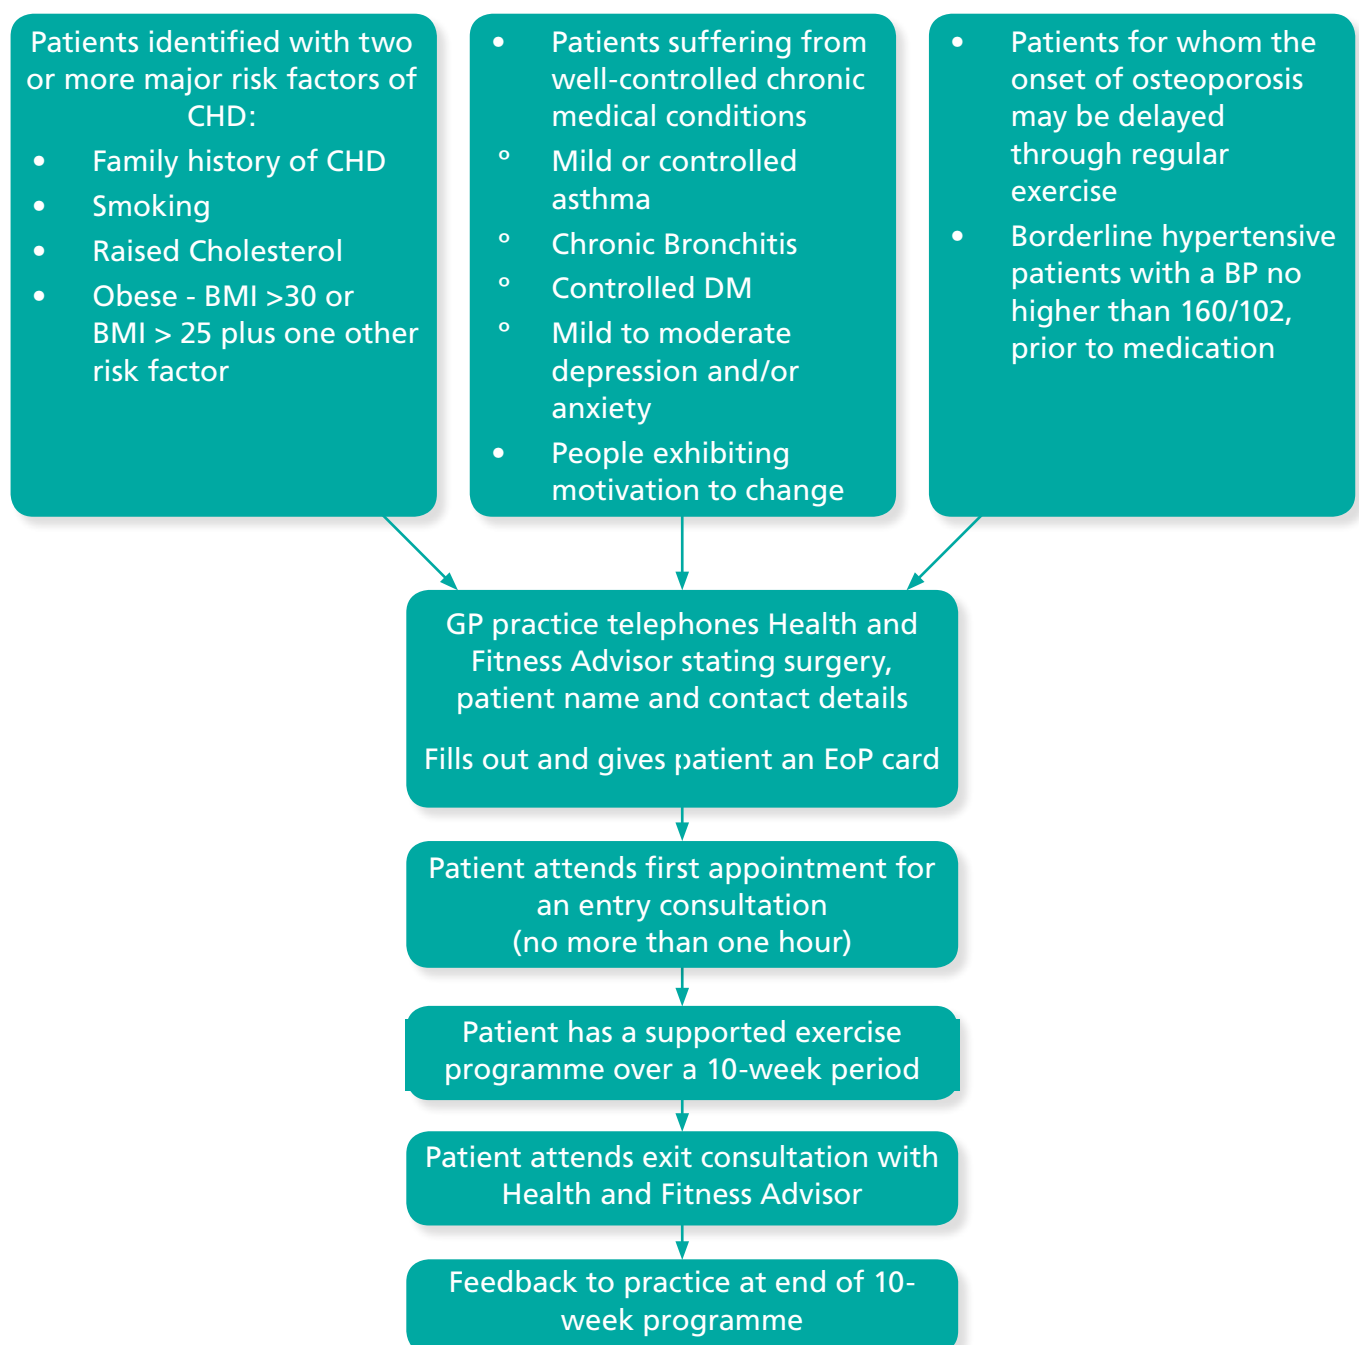 Patients identified with two
or more major risk factors of
CHD:
• Family history of CHD
• Smoking
• Raised Cholesterol
• Obese - BMI >30 or
BMI > 25 plus one other
risk factor
• Patients suffering from
well-controlled chronic
medical conditions
º Mild or controlled
asthma
º Chronic Bronchitis
º Controlled DM
º Mild to moderate
depression and/or
anxiety
• People exhibiting
motivation to change
• Patients for whom the
onset of osteoporosis
may be delayed
through regular
exercise
• Borderline hypertensive
patients with a BP no
higher than 160/102,
prior to medication
GP practice telephones Health and
Fitness Advisor stating surgery,
patient name and contact details
Fills out and gives patient an EoP card
Patient attends first appointment for
an entry consultation
(no more than one hour)
Patient has a supported exercise
programme over a 10-week period
Patient attends exit consultation with
Health and Fitness Advisor
Feedback to practice at end of 10-
week programme